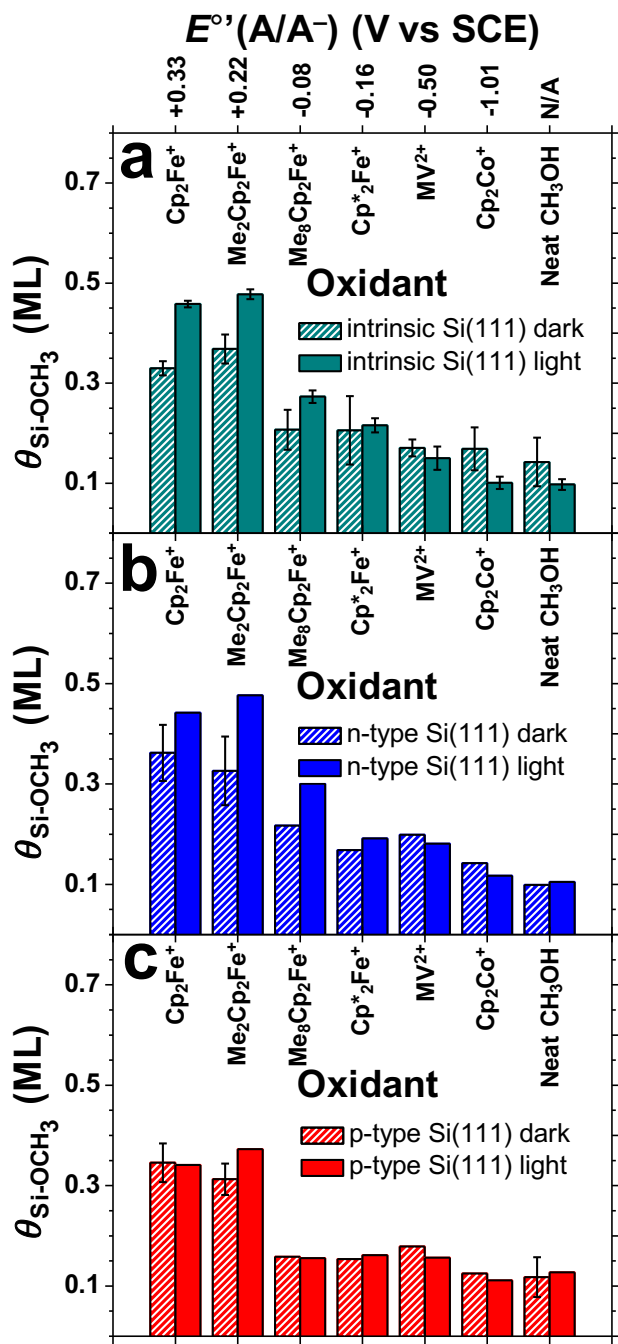 E°’(A/A⁻) (V vs SCE)
+0.33 +0.22 -0.08 -0.16 -0.50 -1.01 N/A
a
Cp₂Fe⁺ Me₂Cp₂Fe⁺ Me₈Cp₂Fe⁺ Cp*₂Fe⁺ MV²⁺ Cp₂Co⁺ Neat CH₃OH
Oxidant
intrinsic Si(111) dark
intrinsic Si(111) light
θSi-OCH₃ (ML)
0.7
0.5
0.3
0.1
b
Cp₂Fe⁺ Me₂Cp₂Fe⁺ Me₈Cp₂Fe⁺ Cp*₂Fe⁺ MV²⁺ Cp₂Co⁺ Neat CH₃OH
Oxidant
n-type Si(111) dark
n-type Si(111) light
θSi-OCH₃ (ML)
0.7
0.5
0.3
0.1
c
Cp₂Fe⁺ Me₂Cp₂Fe⁺ Me₈Cp₂Fe⁺ Cp*₂Fe⁺ MV²⁺ Cp₂Co⁺ Neat CH₃OH
Oxidant
p-type Si(111) dark
p-type Si(111) light
θSi-OCH₃ (ML)
0.7
0.5
0.3
0.1